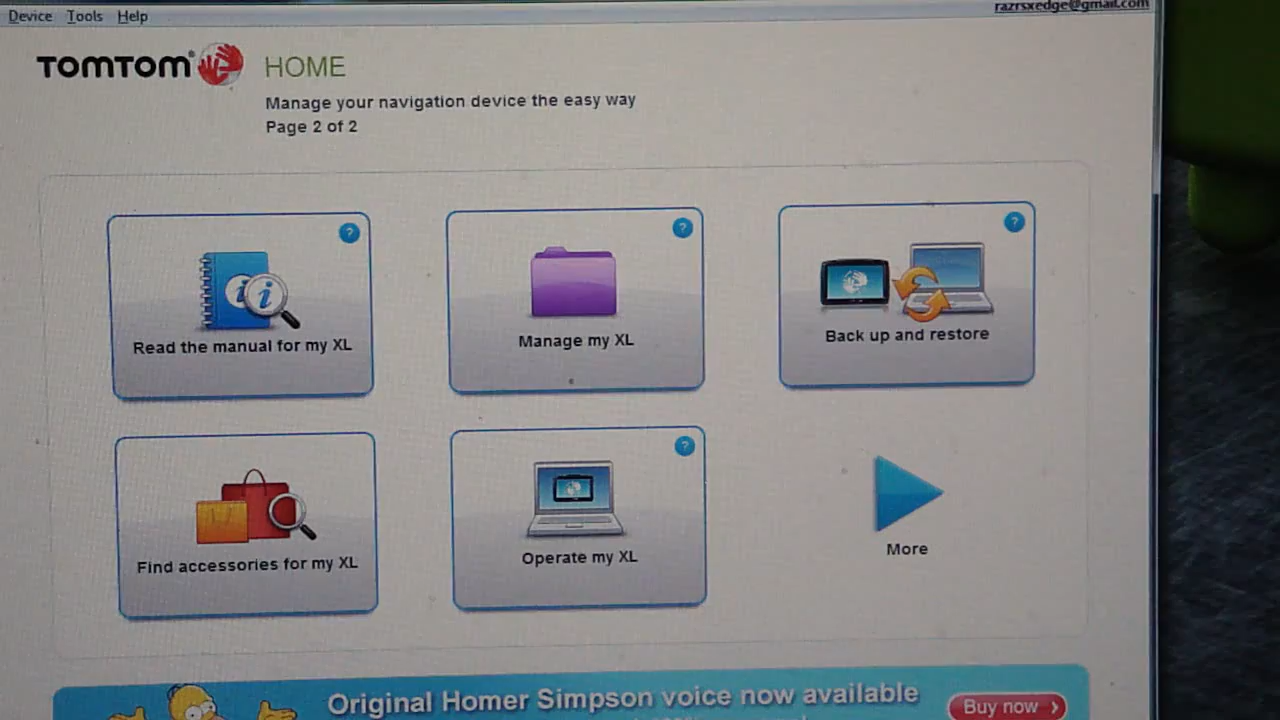 Device Tools Help
razrsxedge@gmail.com
TOMTOM HOME
Manage your navigation device the easy way
Page 2 of 2
Read the manual for my XL
Manage my XL
Back up and restore
Find accessories for my XL
Operate my XL
More
Original Homer Simpson voice now available
Buy now